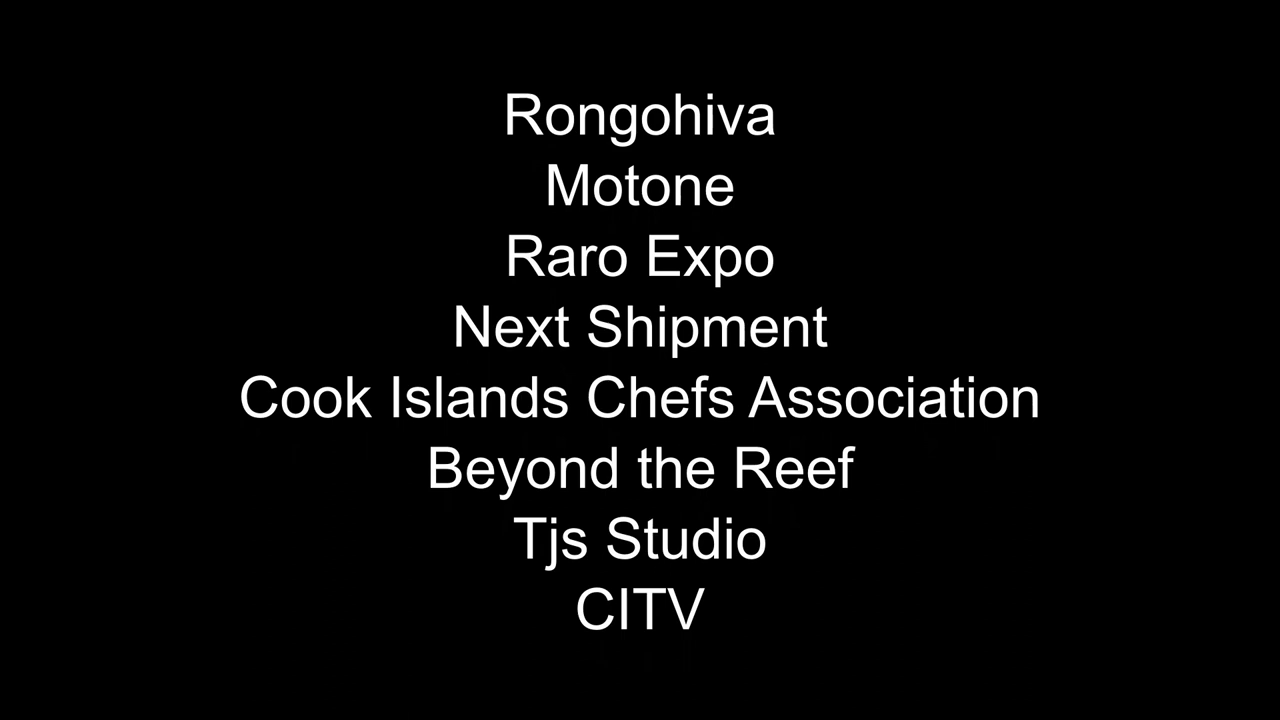 Rongohiva
Motone
Raro Expo
Next Shipment
Cook Islands Chefs Association
Beyond the Reef
Tjs Studio
CITV